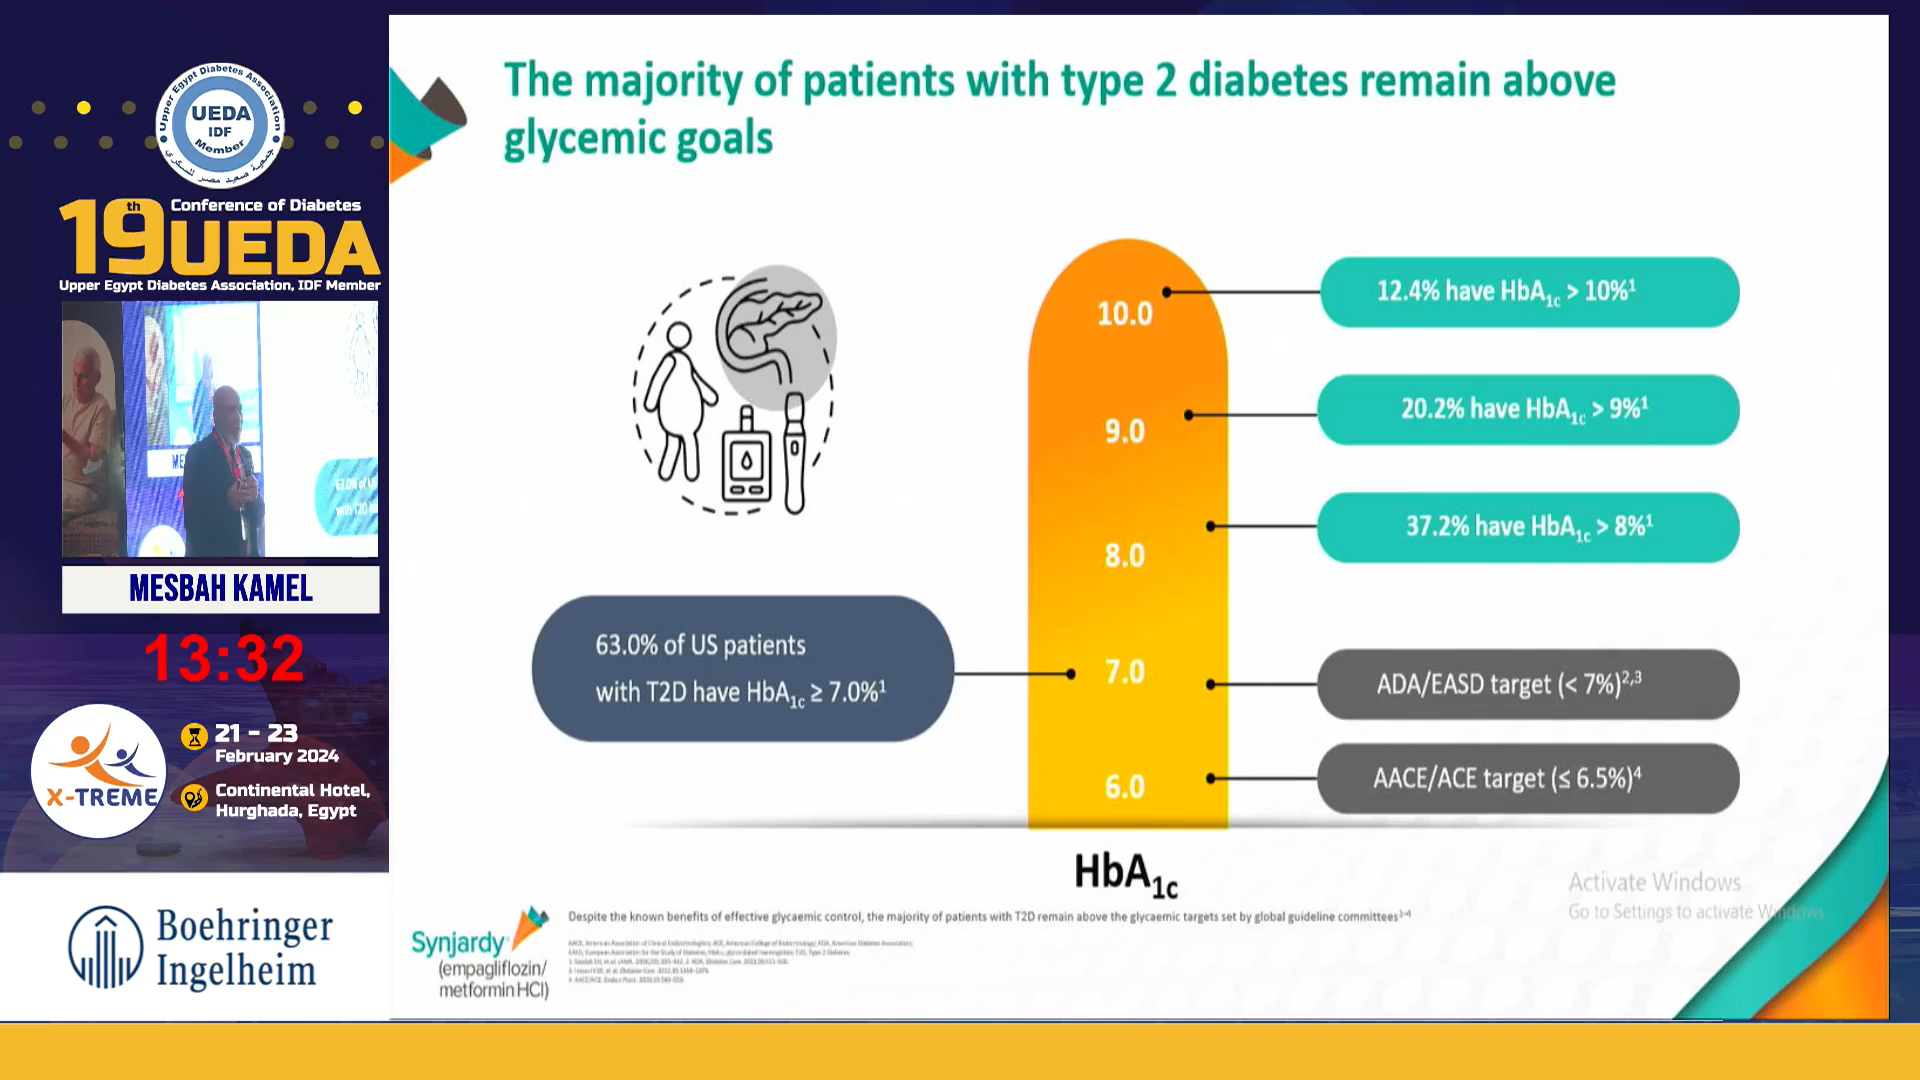 Upper Egypt Diabetes Association
UEDA
IDF
Member
جمعية صعيد مصر للسكري
19th
Conference of Diabetes
UEDA
Upper Egypt Diabetes Association, IDF Member
MESBAH KAMEL
13:32
X-TREME
21 - 23
February 2024
Continental Hotel,
Hurghada, Egypt
Boehringer
Ingelheim
The majority of patients with type 2 diabetes remain above
glycemic goals
10.0
9.0
8.0
7.0
6.0
HbA1c
12.4% have HbA1c > 10%1
20.2% have HbA1c > 9%1
37.2% have HbA1c > 8%1
63.0% of US patients
with T2D have HbA1c ≥ 7.0%1
ADA/EASD target (< 7%)2,3
AACE/ACE target (≤ 6.5%)4
Activate Windows
Go to Settings to activate Windows.
Synjardy
(empagliflozin/
metformin HCl)
Despite the known benefits of effective glycaemic control, the majority of patients with T2D remain above the glycaemic targets set by global guideline committees1-4